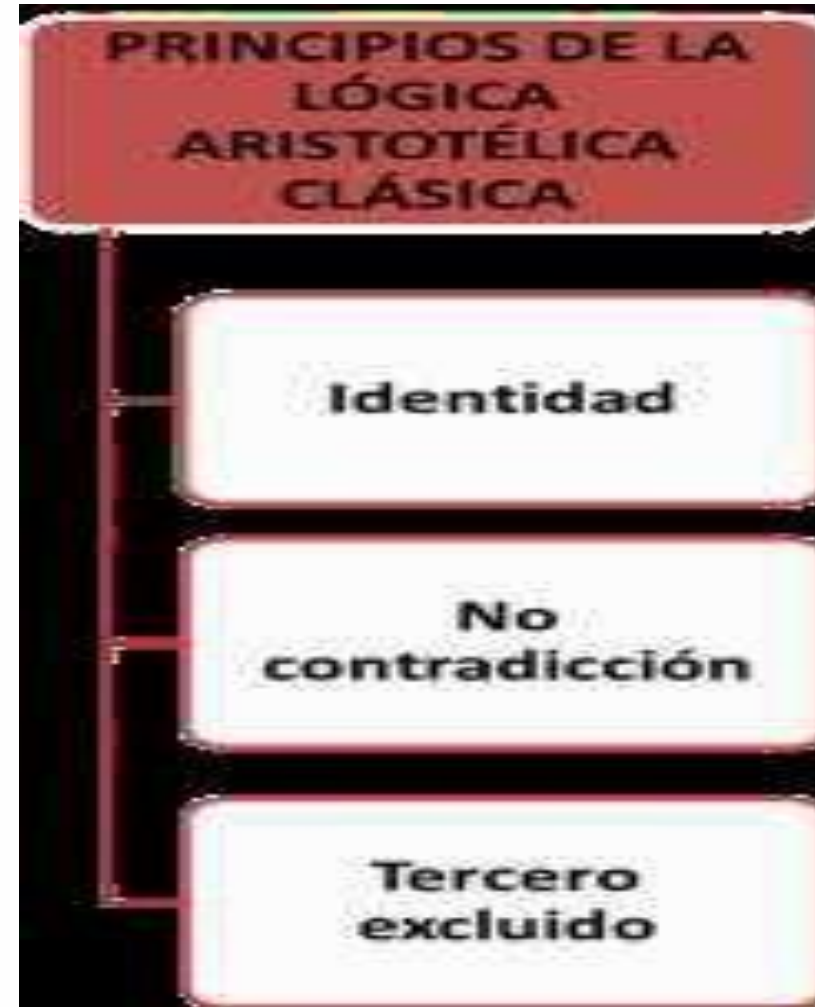 PRINCIPIOS DE LA
LÓGICA
ARISTOTÉLICA
CLÁSICA
Identidad
No
contradicción
Tercero
excluido